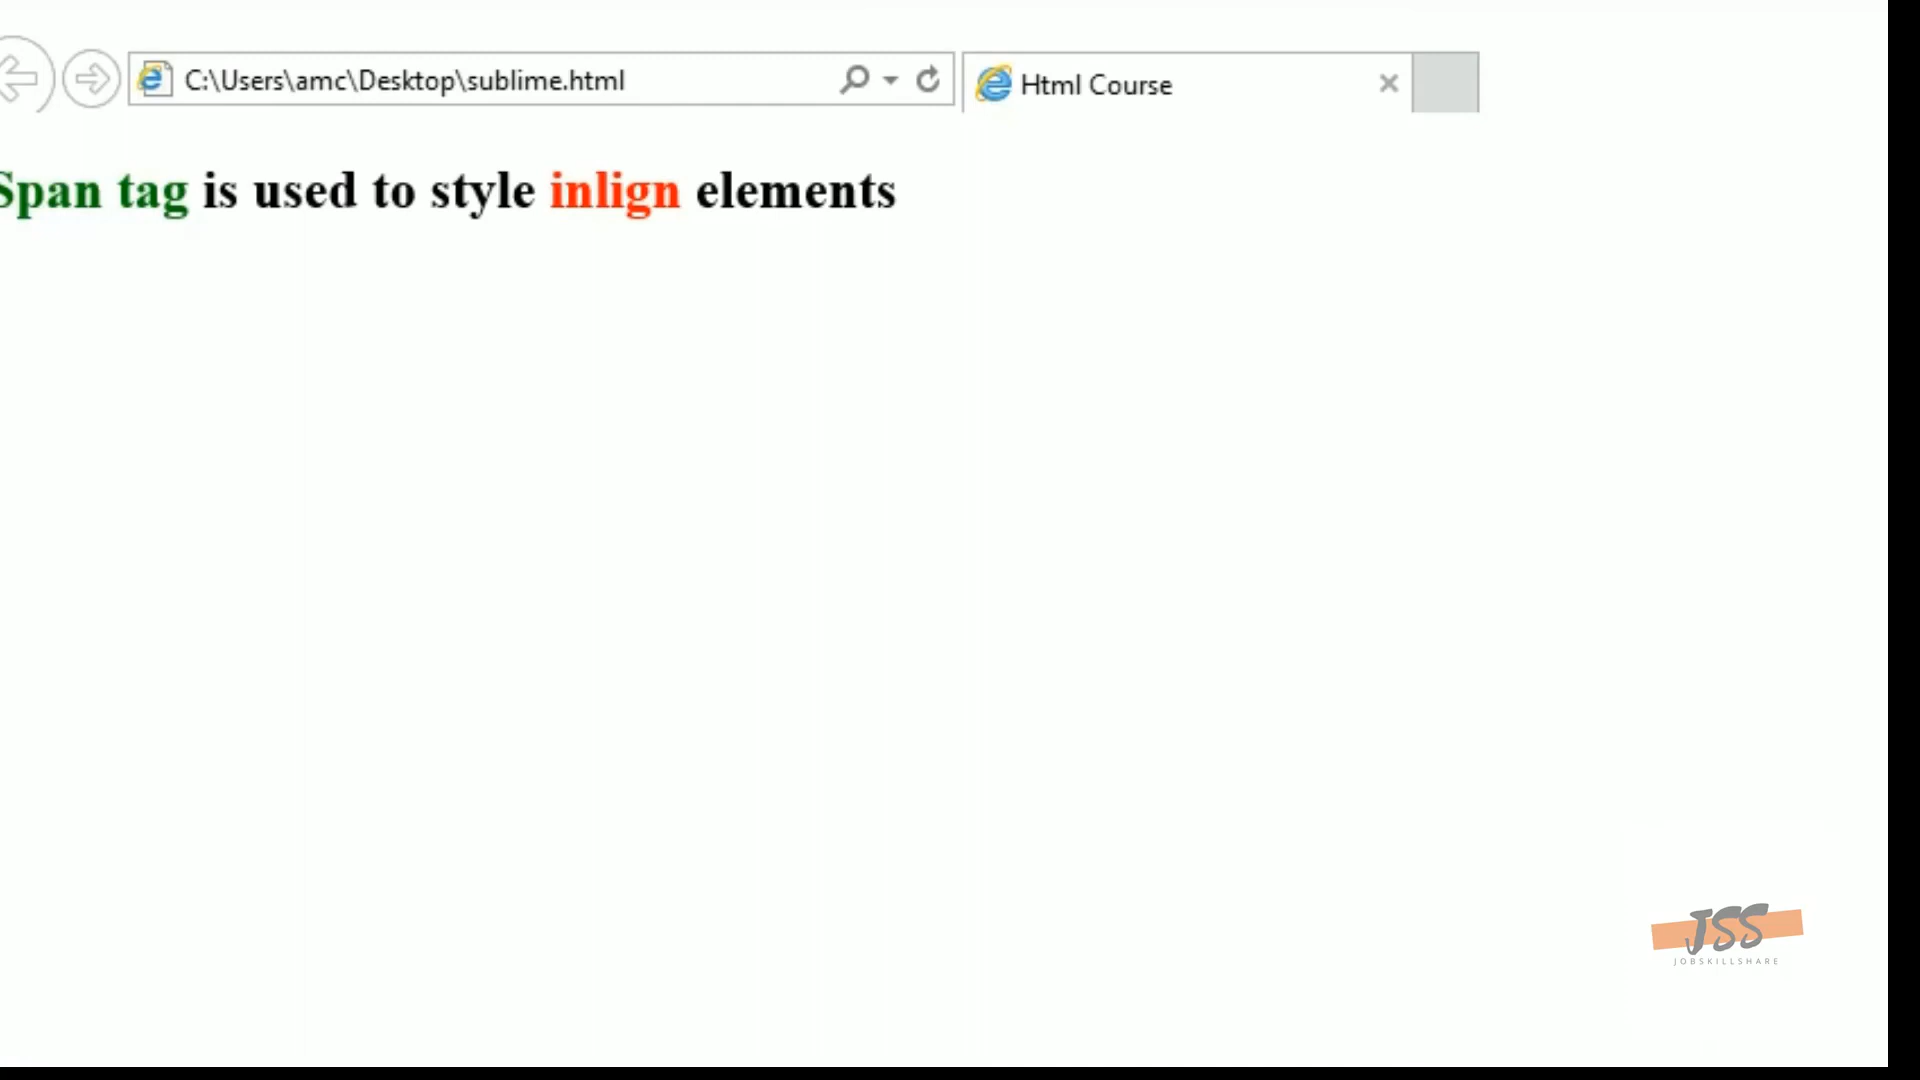 C:\Users\amc\Desktop\sublime.html
Html Course
Span tag is used to style inlign elements
JSS
JOBSKILLSHARE